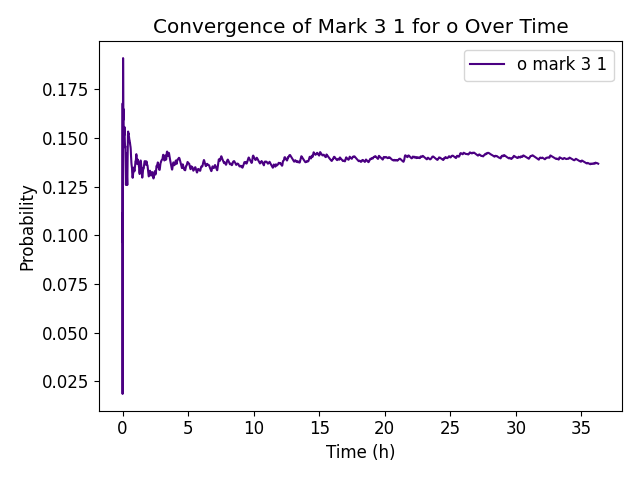 Convergence of Mark 3 1 for o Over Time
o mark 3 1
Probability
0.175
0.150
0.125
0.100
0.075
0.050
0.025
0 5 10 15 20 25 30 35
Time (h)